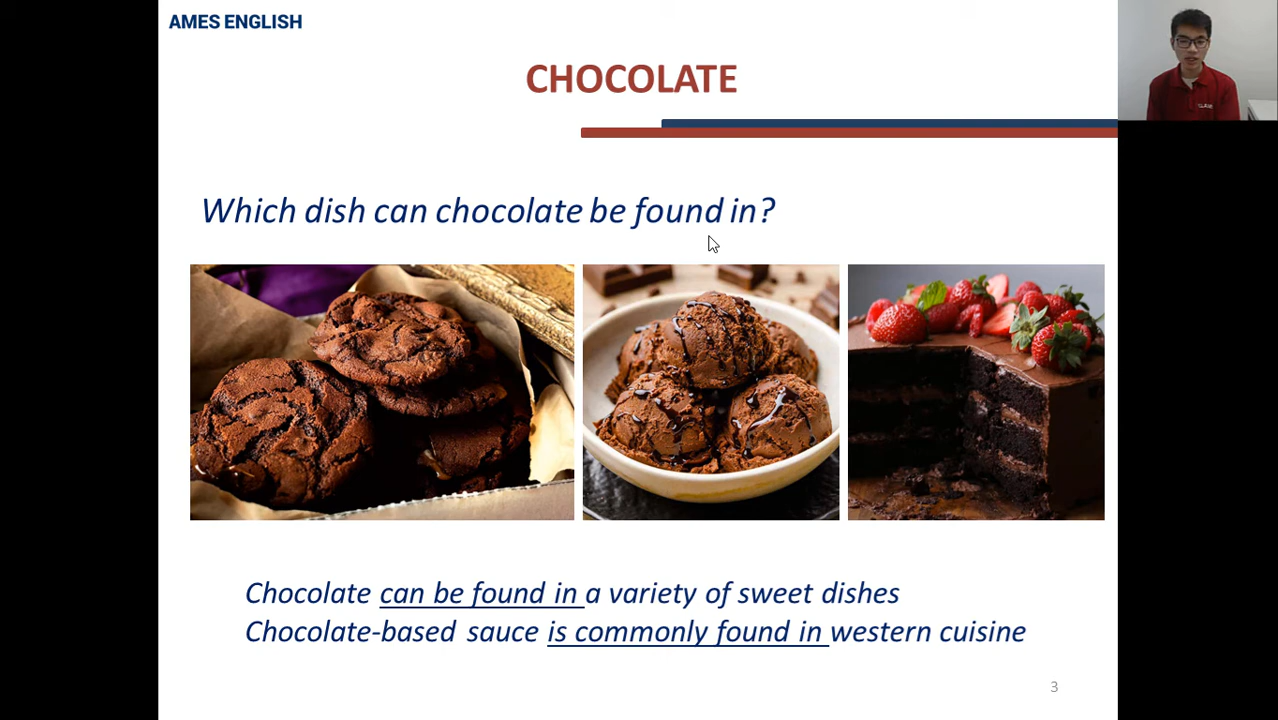 AMES ENGLISH
CHOCOLATE
Which dish can chocolate be found in?
Chocolate can be found in a variety of sweet dishes
Chocolate-based sauce is commonly found in western cuisine
3